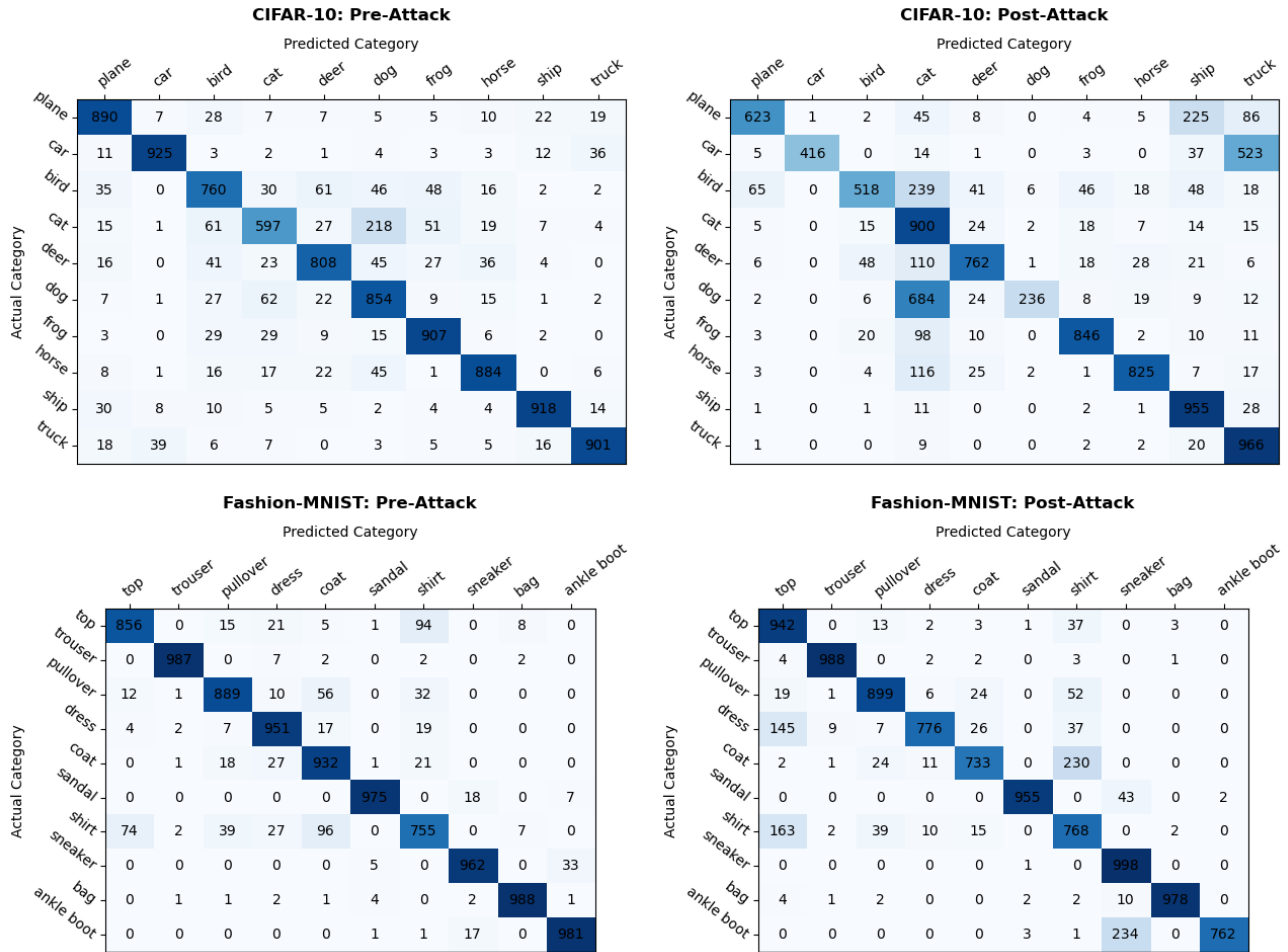 CIFAR-10: Pre-Attack
Predicted Category
plane car bird cat deer dog frog horse ship truck
Actual Category
plane 890 7 28 7 7 5 5 10 22 19
car 11 925 3 2 1 4 3 3 12 36
bird 35 0 760 30 61 46 48 16 2 2
cat 15 1 61 597 27 218 51 19 7 4
deer 16 0 41 23 808 45 27 36 4 0
dog 7 1 27 62 22 854 9 15 1 2
frog 3 0 29 29 9 15 907 6 2 0
horse 8 1 16 17 22 45 1 884 0 6
ship 30 8 10 5 5 2 4 4 918 14
truck 18 39 6 7 0 3 5 5 16 901
CIFAR-10: Post-Attack
Predicted Category
plane car bird cat deer dog frog horse ship truck
Actual Category
plane 623 1 2 45 8 0 4 5 225 86
car 5 416 0 14 1 0 3 0 37 523
bird 65 0 518 239 41 6 46 18 48 18
cat 5 0 15 900 24 2 18 7 14 15
deer 6 0 48 110 762 1 18 28 21 6
dog 2 0 6 684 24 236 8 19 9 12
frog 3 0 20 98 10 0 846 2 10 11
horse 3 0 4 116 25 2 1 825 7 17
ship 1 0 1 11 0 0 2 1 955 28
truck 1 0 0 9 0 0 2 2 20 966
Fashion-MNIST: Pre-Attack
Predicted Category
top trouser pullover dress coat sandal shirt sneaker bag ankle boot
Actual Category
top 856 0 15 21 5 1 94 0 8 0
trouser 0 987 0 7 2 0 2 0 2 0
pullover 12 1 889 10 56 0 32 0 0 0
dress 4 2 7 951 17 0 19 0 0 0
coat 0 1 18 27 932 1 21 0 0 0
sandal 0 0 0 0 0 975 0 18 0 7
shirt 74 2 39 27 96 0 755 0 7 0
sneaker 0 0 0 0 0 5 0 962 0 33
bag 0 1 1 2 1 4 0 2 988 1
ankle boot 0 0 0 0 0 1 1 17 0 981
Fashion-MNIST: Post-Attack
Predicted Category
top trouser pullover dress coat sandal shirt sneaker bag ankle boot
Actual Category
top 942 0 13 2 3 1 37 0 3 0
trouser 4 988 0 2 2 0 3 0 1 0
pullover 19 1 899 6 24 0 52 0 0 0
dress 145 9 7 776 26 0 37 0 0 0
coat 2 1 24 11 733 0 230 0 0 0
sandal 0 0 0 0 0 955 0 43 0 2
shirt 163 2 39 10 15 0 768 0 2 0
sneaker 0 0 0 0 0 1 0 998 0 0
bag 4 1 2 0 0 2 2 10 978 0
ankle boot 0 0 0 0 0 3 1 234 0 762